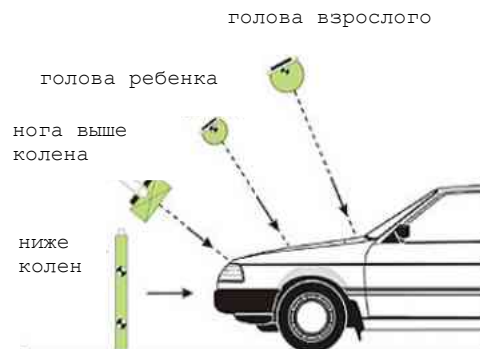 голова взрослого
голова ребенка
нога выше
колена
ниже
колен